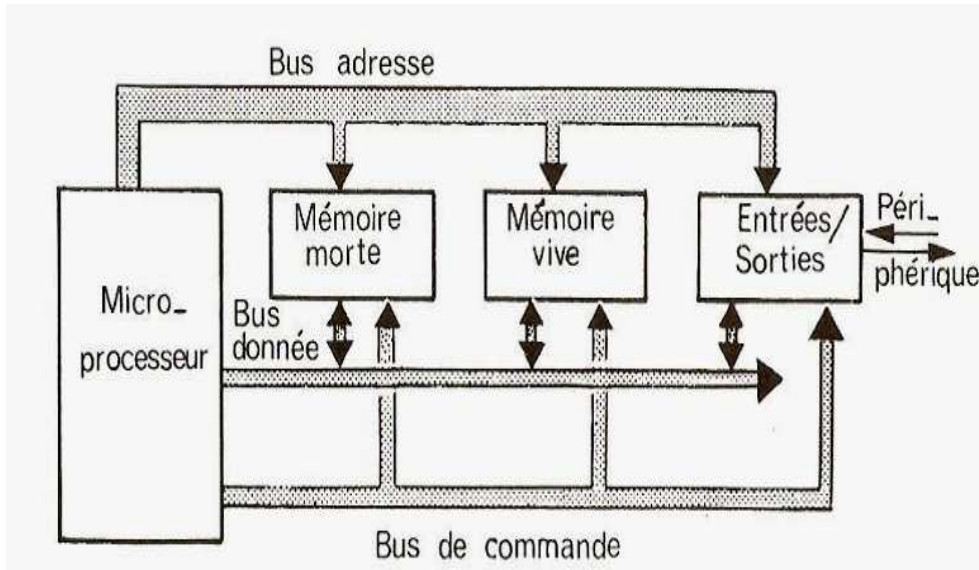 Bus adresse
Mémoire
morte
Mémoire
vive
Entrées/
Sorties
Péri_
phérique
Micro_
processeur
Bus
donnée
Bus de commande